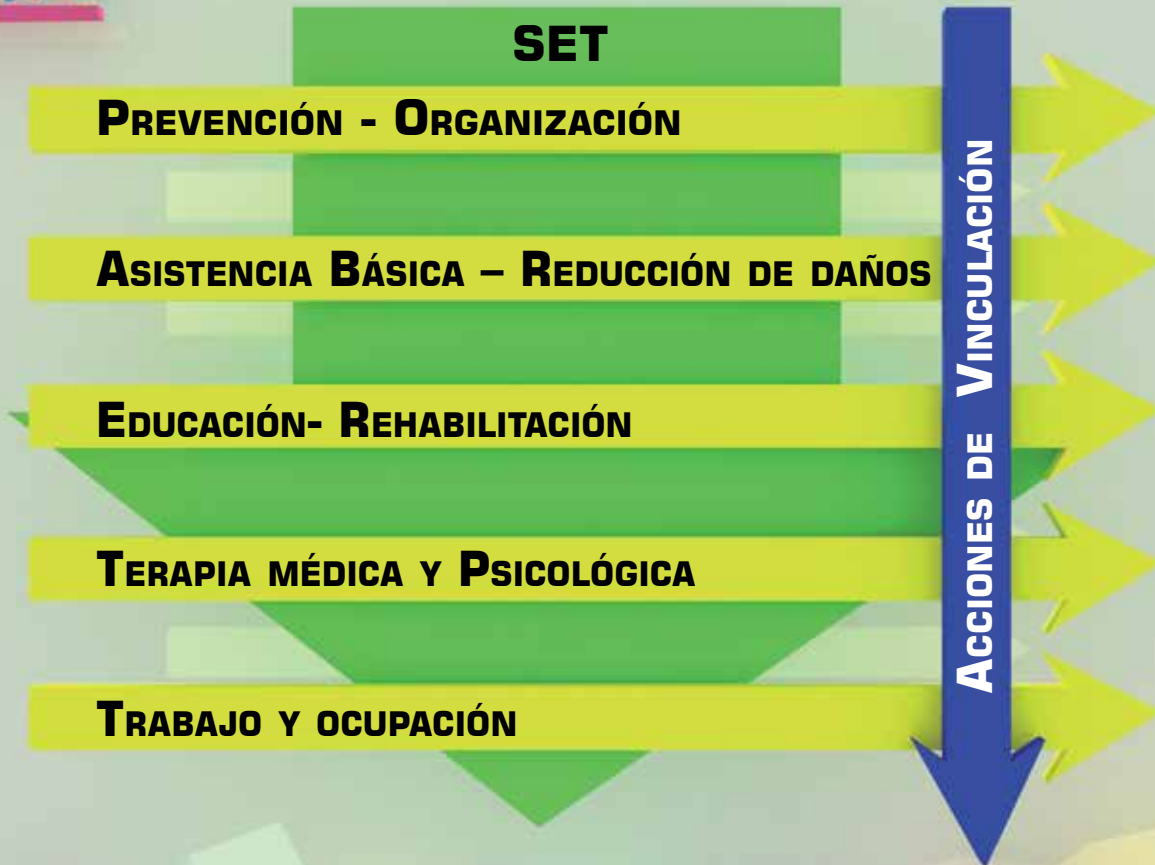 SET
Prevención - Organización
Asistencia Básica – Reducción de daños
Educación- Rehabilitación
Terapia médica y Psicológica
Trabajo y ocupación
Acciones de Vinculación